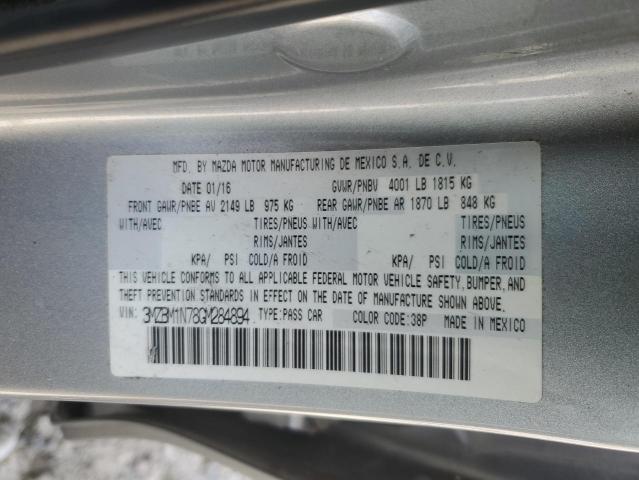 MFD. BY MAZDA MOTOR MANUFACTURING DE MEXICO S.A. DE C.V.
DATE 01/16 GVWR/PNBV 4001 LB 1815 KG
FRONT GAWR/PNBE AV 2149 LB 975 KG REAR GAWR/PNBE AR 1870 LB 848 KG
WITH/AVEC TIRES/PNEUS WITH/AVEC TIRES/PNEUS
RIMS/JANTES RIMS/JANTES
KPA/ PSI COLD/A FROID KPA/ PSI COLD/A FROID
THIS VEHICLE CONFORMS TO ALL APPLICABLE FEDERAL MOTOR VEHICLE SAFETY, BUMPER, AND
THEFT PREVENTION STANDARDS IN EFFECT ON THE DATE OF MANUFACTURE SHOWN ABOVE.
VIN: 3MZBM1N78GM284894 TYPE:PASS CAR COLOR CODE:38P MADE IN MEXICO